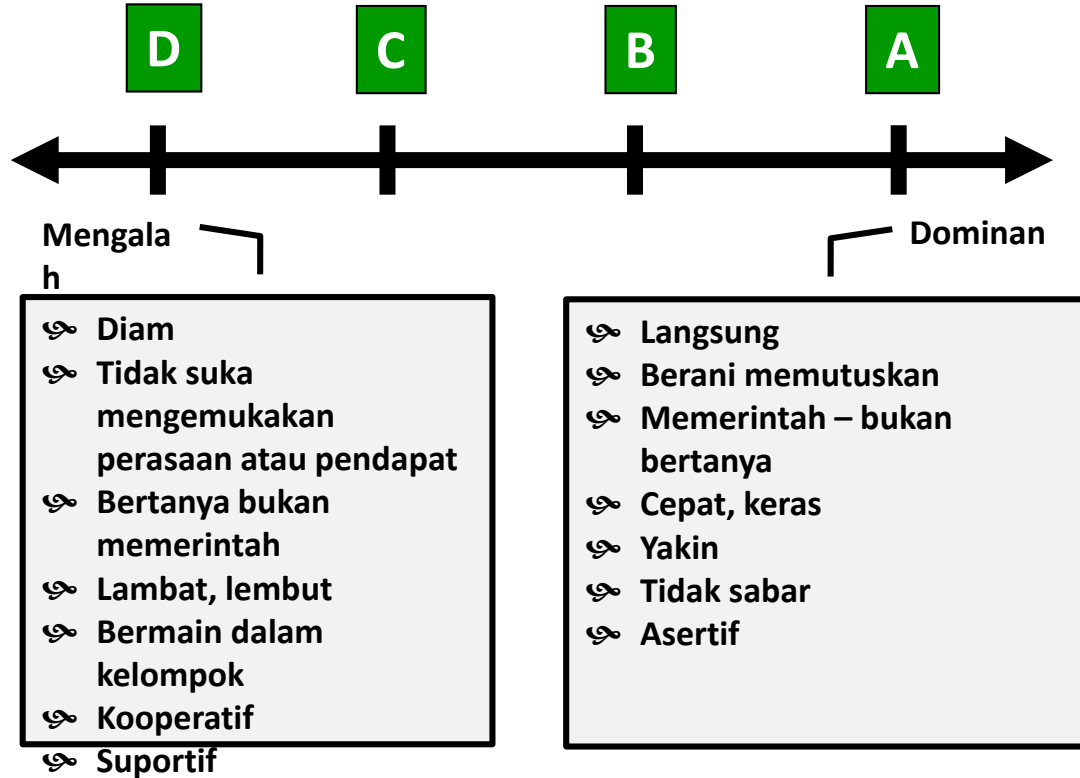 D C B A
Mengala
h
Dominan
Diam
Tidak suka
mengemukakan
perasaan atau pendapat
Bertanya bukan
memerintah
Lambat, lembut
Bermain dalam
kelompok
Kooperatif
Suportif
Langsung
Berani memutuskan
Memerintah – bukan
bertanya
Cepat, keras
Yakin
Tidak sabar
Asertif